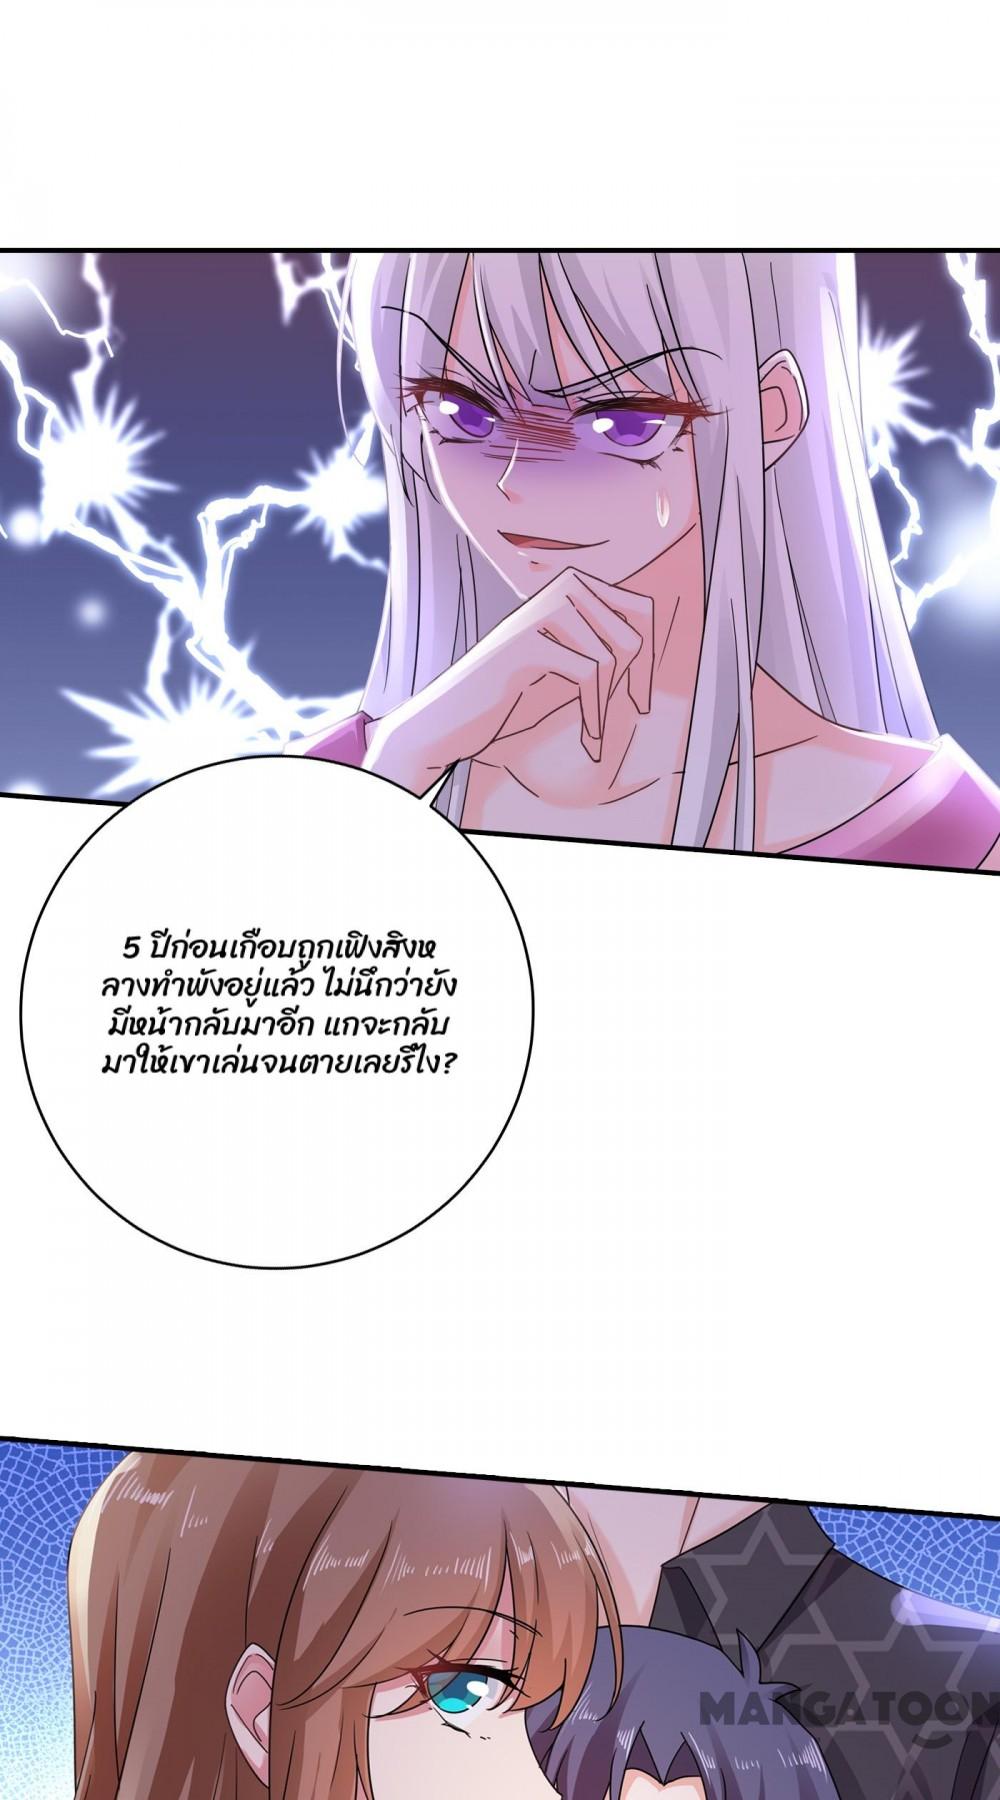 5 ปีก่อนเกือบถูกเฟิงสิงห
ลางทำพังอยู่แล้ว ไม่นึกว่ายัง
มีหน้ากลับมาอีก แกจะกลับ
มาให้เขาเล่นจนตายเลยรึไง?
MANGATOON